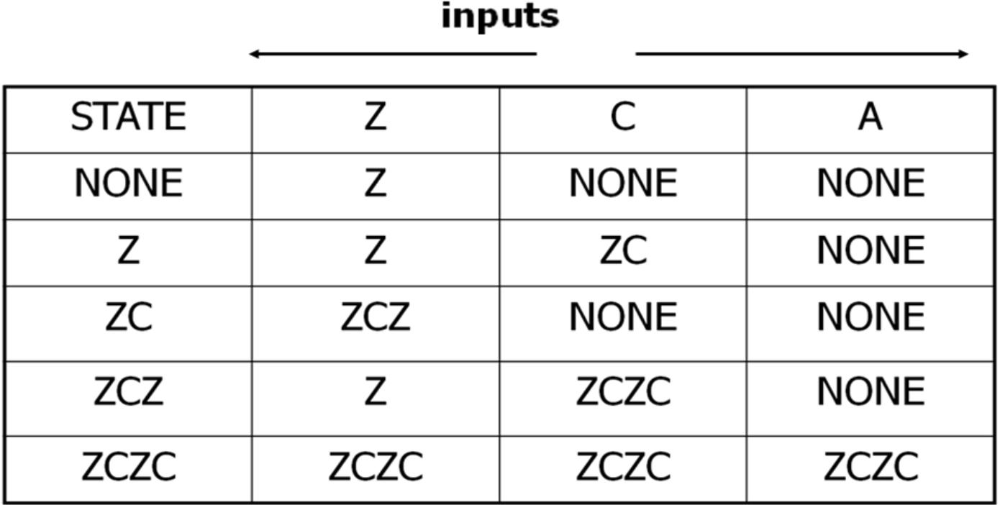 inputs
STATE Z C A
NONE Z NONE NONE
Z Z ZC NONE
ZC ZCZ NONE NONE
ZCZ Z ZCZC NONE
ZCZC ZCZC ZCZC ZCZC